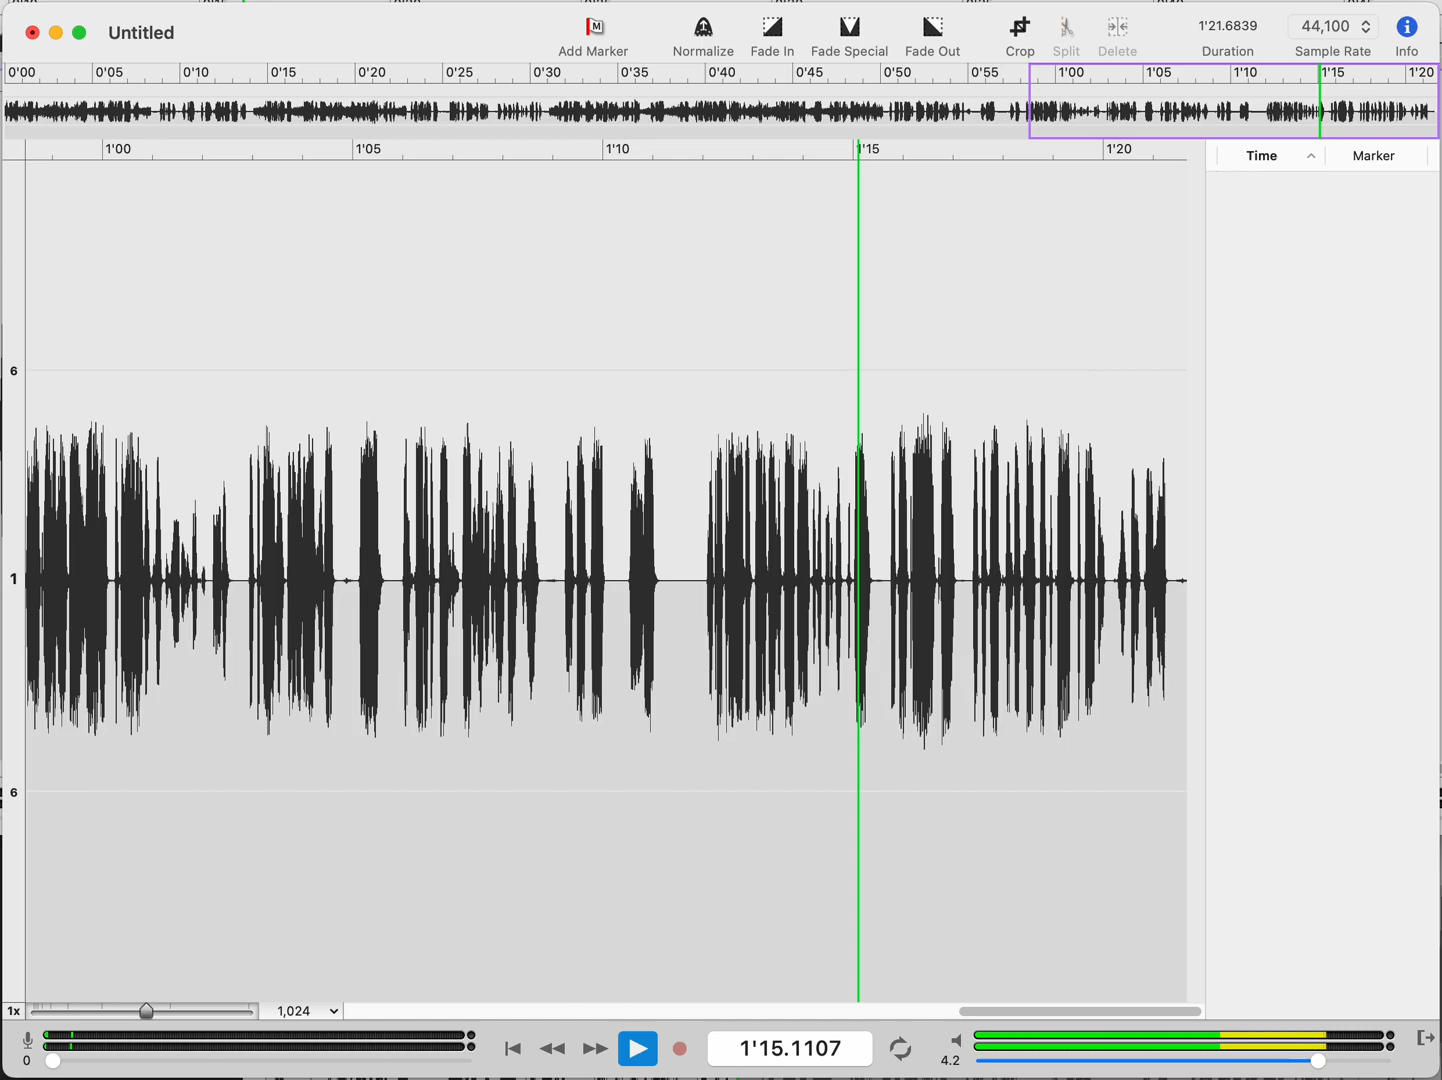 Untitled
Add Marker
Normalize
Fade In
Fade Special
Fade Out
Crop
Split
Delete
1'21.6839
Duration
44,100
Sample Rate
Info
0'00 0'05 0'10 0'15 0'20 0'25 0'30 0'35 0'40 0'45 0'50 0'55 1'00 1'05 1'10 1'15 1'20
1'00 1'05 1'10 1'15 1'20
Time Marker
6
1
6
1x 1,024
1'15.1107
0
4.2